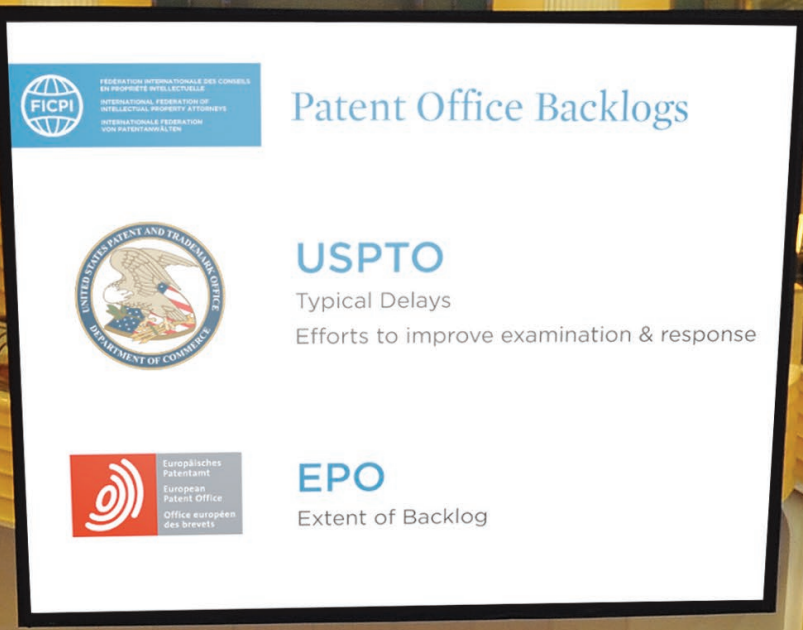 FÉDÉRATION INTERNATIONALE DES CONSEILS
EN PROPRIÉTÉ INTELLECTUELLE
FICPI
INTERNATIONAL FEDERATION OF
INTELLECTUAL PROPERTY ATTORNEYS
INTERNATIONALE FEDERATION
VON PATENTANWÄLTEN
Patent Office Backlogs
UNITED STATES PATENT AND TRADEMARK OFFICE
DEPARTMENT OF COMMERCE
USPTO
Typical Delays
Efforts to improve examination & response
Europäisches
Patentamt
European
Patent Office
Office européen
des brevets
EPO
Extent of Backlog